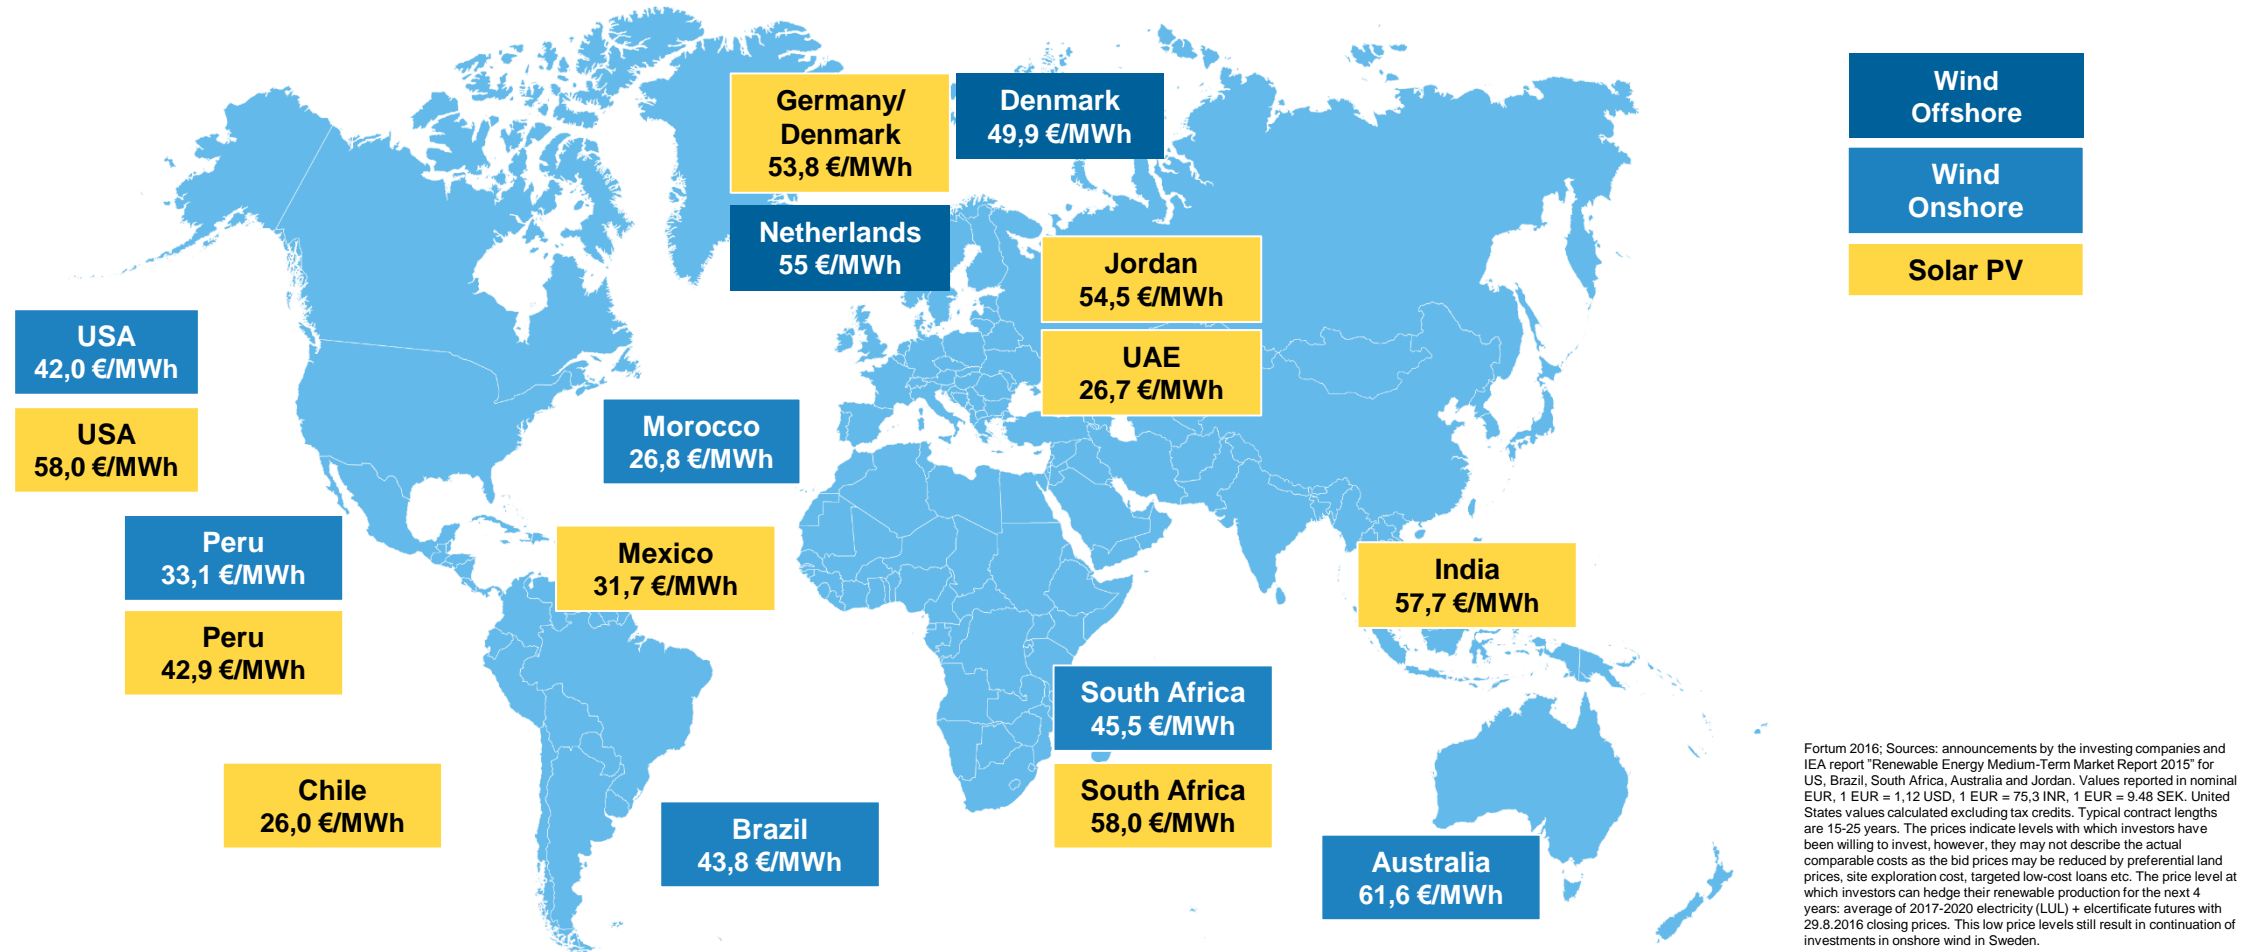 Germany/
Denmark
53,8 €/MWh
Denmark
49,9 €/MWh
Wind
Offshore
Wind
Onshore
Solar PV
Netherlands
55 €/MWh
Jordan
54,5 €/MWh
UAE
26,7 €/MWh
USA
42,0 €/MWh
USA
58,0 €/MWh
Morocco
26,8 €/MWh
Peru
33,1 €/MWh
Peru
42,9 €/MWh
Mexico
31,7 €/MWh
India
57,7 €/MWh
South Africa
45,5 €/MWh
South Africa
58,0 €/MWh
Chile
26,0 €/MWh
Brazil
43,8 €/MWh
Australia
61,6 €/MWh
Fortum 2016; Sources: announcements by the investing companies and
IEA report "Renewable Energy Medium-Term Market Report 2015" for
US, Brazil, South Africa, Australia and Jordan. Values reported in nominal
EUR, 1 EUR = 1,12 USD, 1 EUR = 75,3 INR, 1 EUR = 9.48 SEK. United
States values calculated excluding tax credits. Typical contract lengths
are 15-25 years. The prices indicate levels with which investors have
been willing to invest, however, they may not describe the actual
comparable costs as the bid prices may be reduced by preferential land
prices, site exploration cost, targeted low-cost loans etc. The price level at
which investors can hedge their renewable production for the next 4
years: average of 2017-2020 electricity (LUL) + elcertificate futures with
29.8.2016 closing prices. This low price levels still result in continuation of
investments in onshore wind in Sweden.